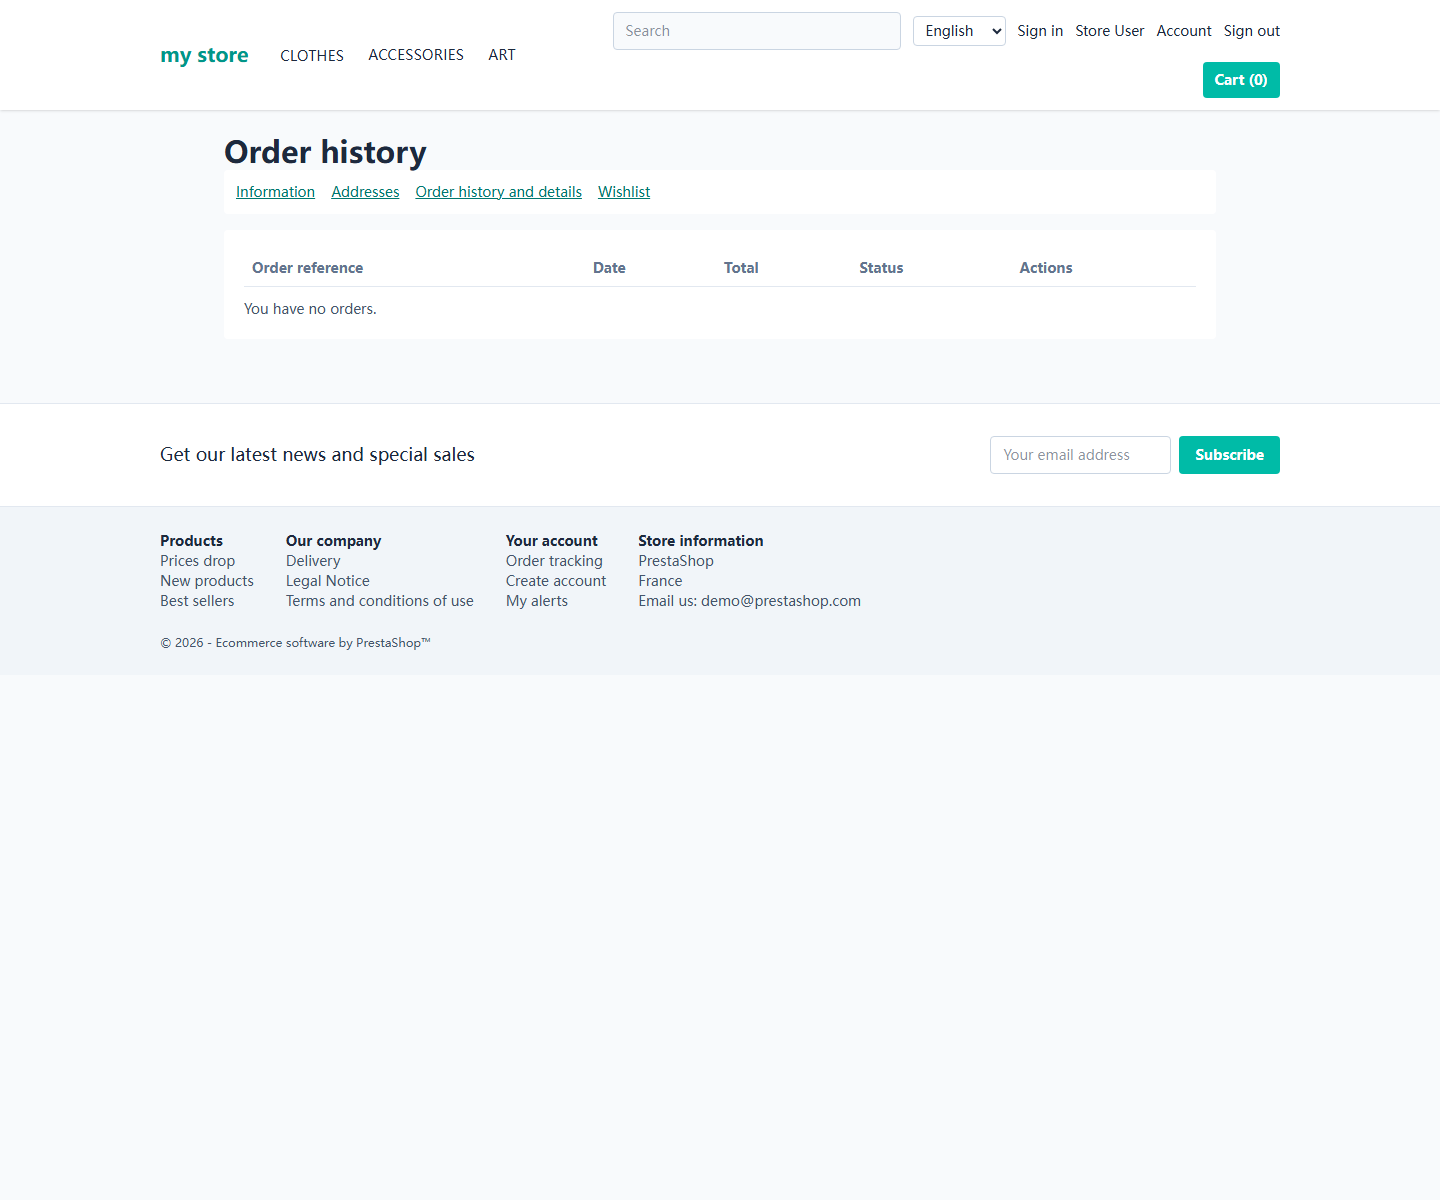 my store
CLOTHES
ACCESSORIES
ART
Search
English
Sign in
Store User
Account
Sign out
Cart (0)
Order history
Information
Addresses
Order history and details
Wishlist
Order reference
Date
Total
Status
Actions
You have no orders.
Get our latest news and special sales
Your email address
Subscribe
Products
Prices drop
New products
Best sellers
Our company
Delivery
Legal Notice
Terms and conditions of use
Your account
Order tracking
Create account
My alerts
Store information
PrestaShop
France
Email us: demo@prestashop.com
© 2026 - Ecommerce software by PrestaShop™